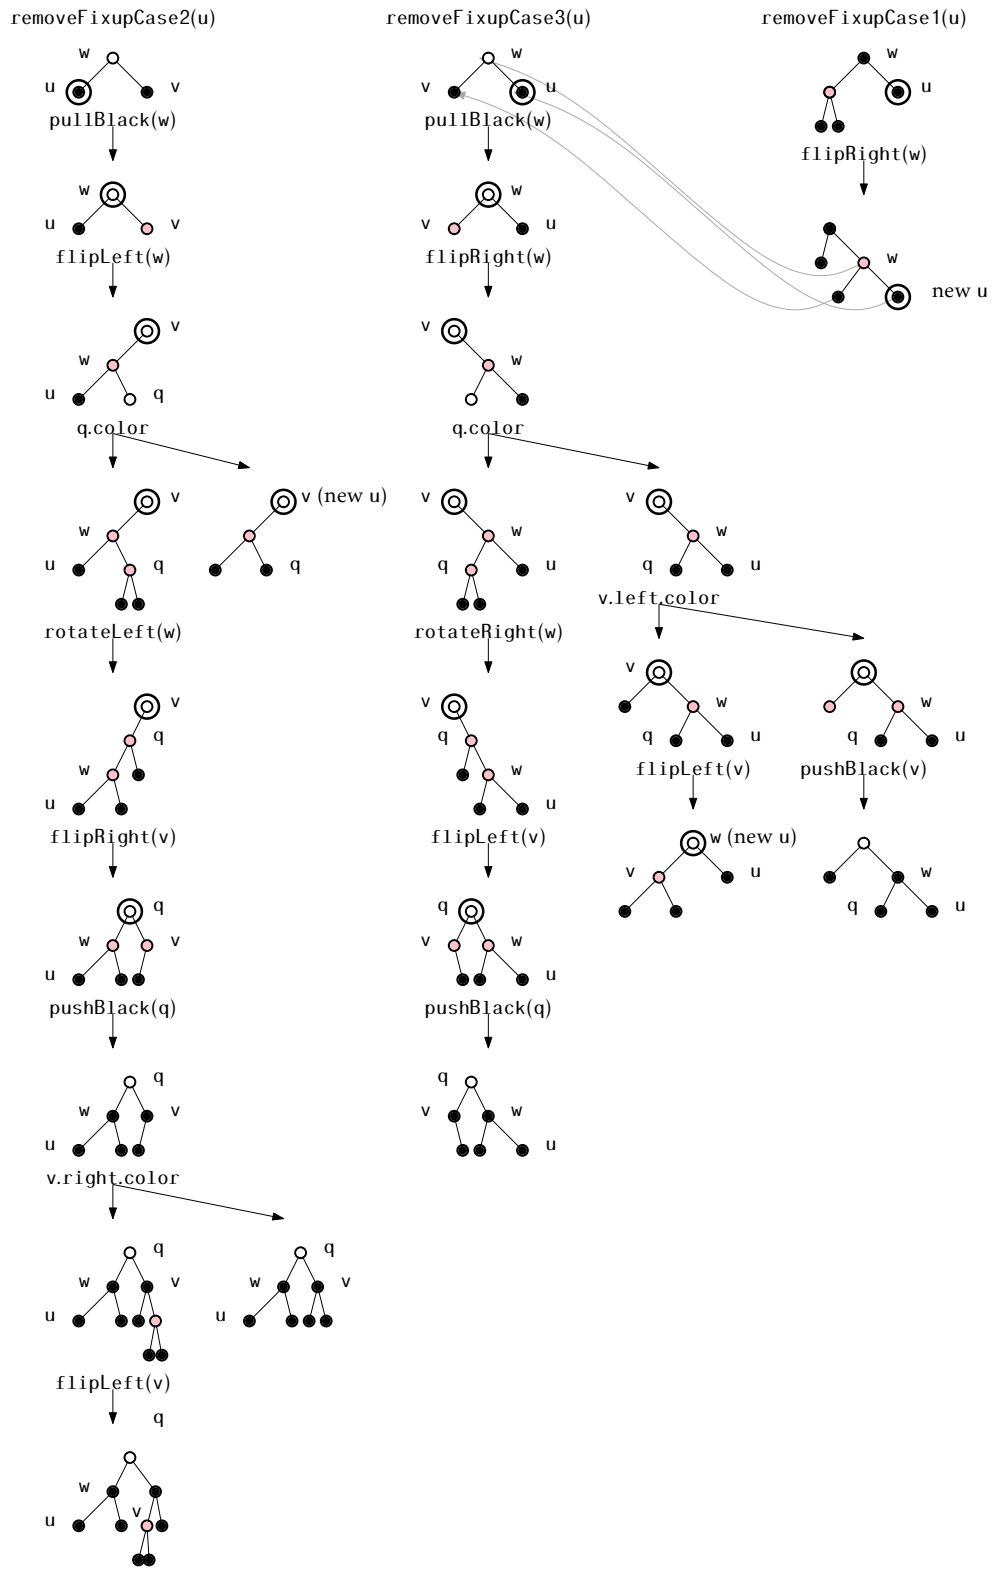 removeFixupCase2(u)
w
u
v
pullBlack(w)
w
u
v
flipLeft(w)
v
w
u
q
q.color
v
w
u
q
v (new u)
q
rotateLeft(w)
v
q
w
u
flipRight(v)
q
w
v
u
pushBlack(q)
q
w
v
u
v.right.color
q
w
v
u
q
w
v
u
flipLeft(v)
q
w
v
u
removeFixupCase3(u)
w
v
u
pullBlack(w)
w
v
u
flipRight(w)
v
w
q.color
v
w
q
u
rotateRight(w)
v
q
w
u
flipLeft(v)
q
v
w
u
pushBlack(q)
q
v
w
u
v
w
q
u
v.left.color
v
w
q
u
flipLeft(v)
w (new u)
v
u
w
q
u
pushBlack(v)
w
q
u
removeFixupCase1(u)
w
u
flipRight(w)
w
new u